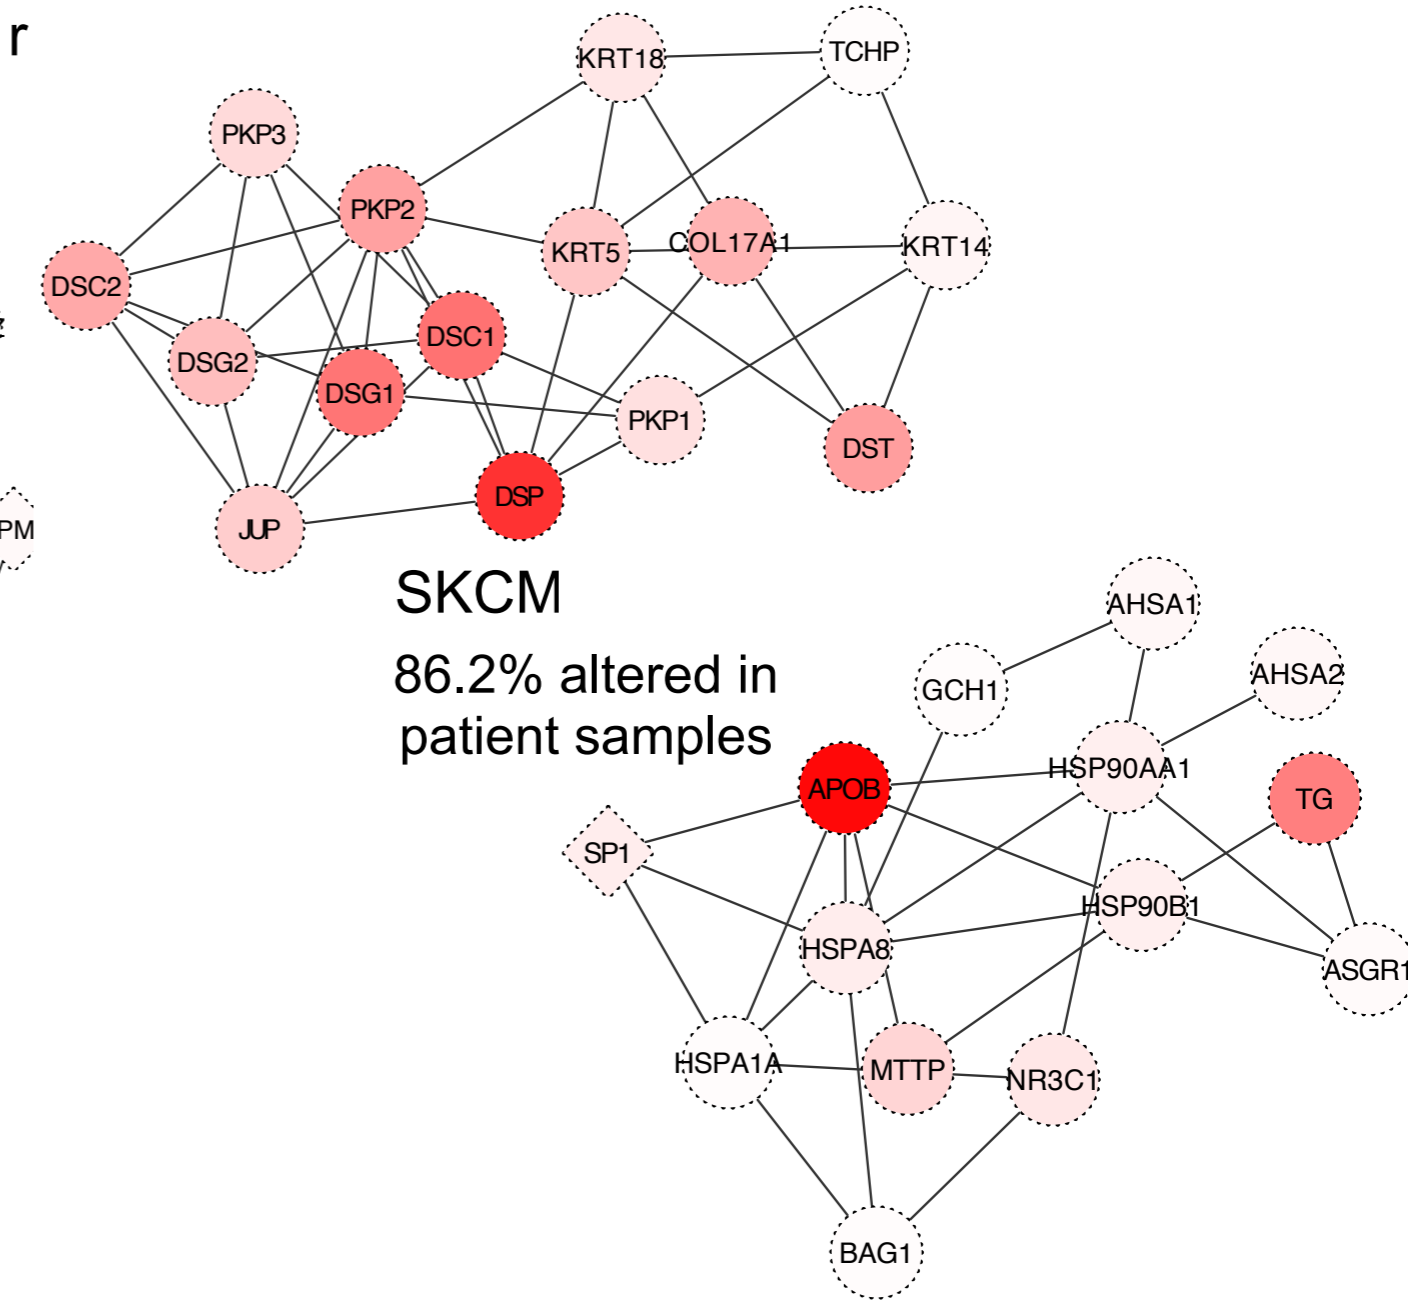 r
KRT18
TCHP
PKP3
PKP2
KRT5
COL17A1
KRT14
DSC2
DSC1
DSG2
DSG1
PKP1
DST
DSP
JUP
PM
SKCM
86.2% altered in
patient samples
AHSA1
AHSA2
GCH1
HSP90AA1
APOB
TG
SP1
HSP90B1
HSPA8
ASGR1
HSPA1A
MTTP
NR3C1
BAG1